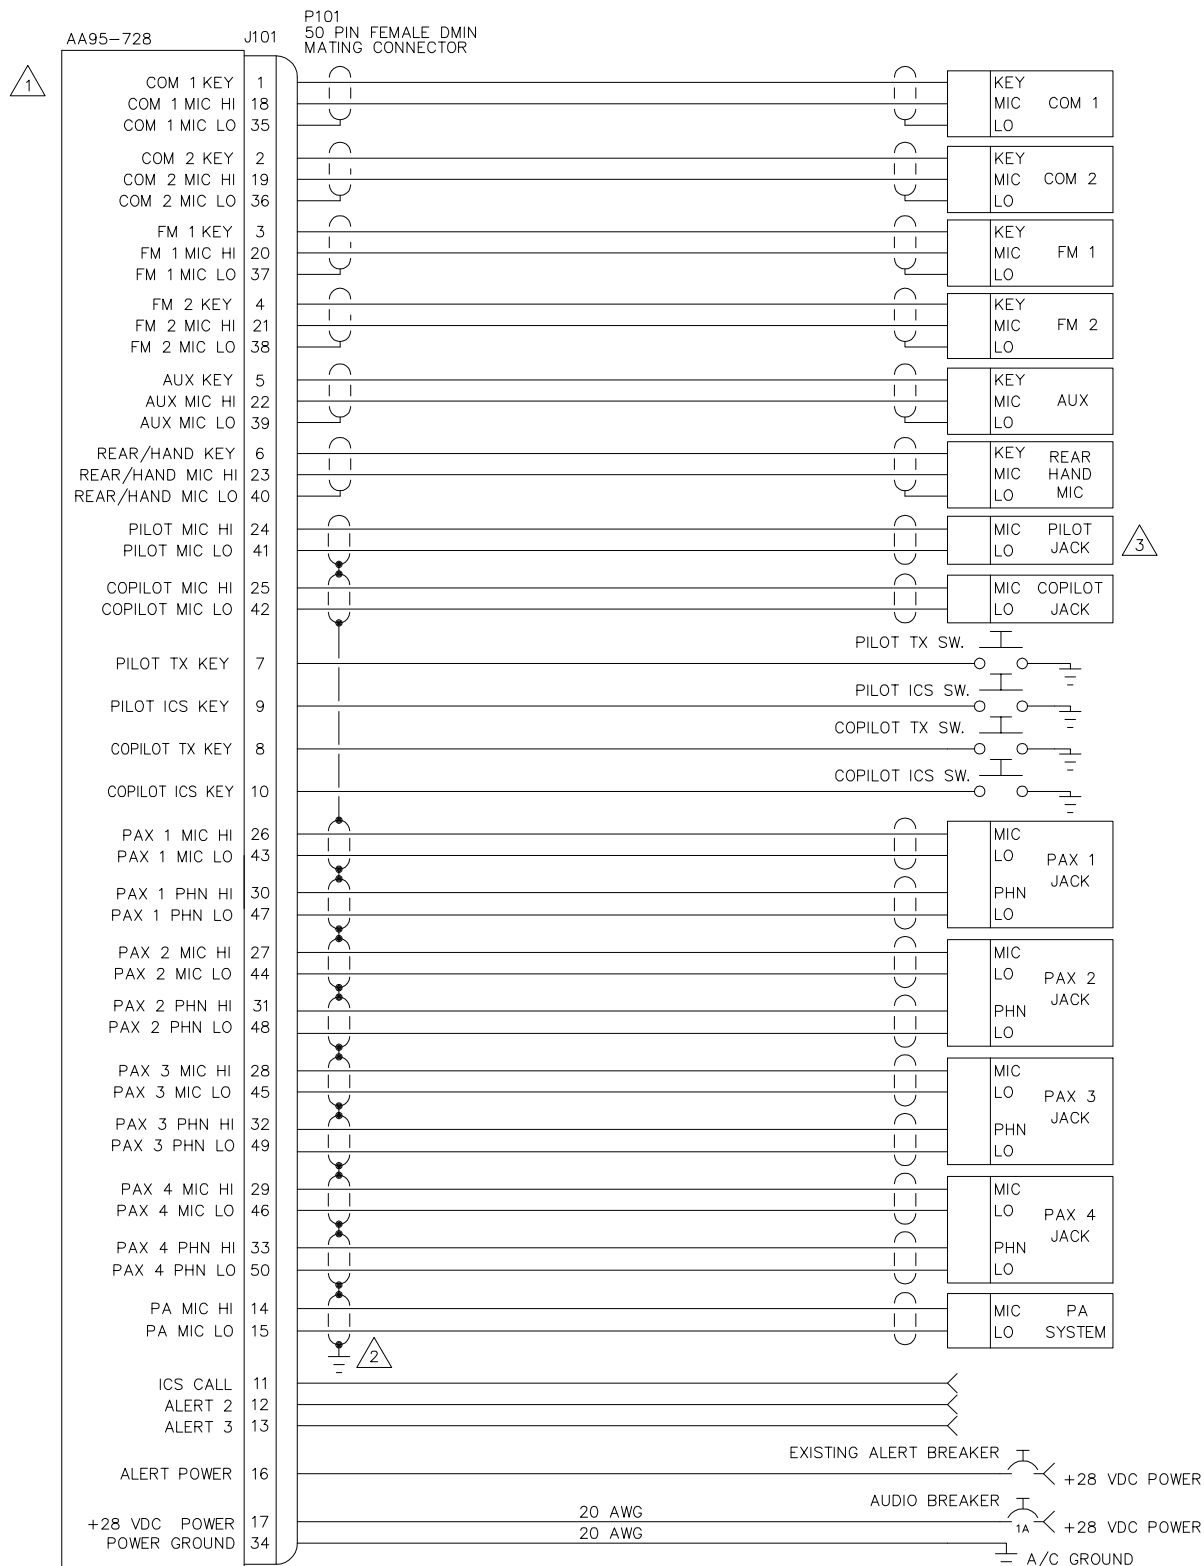 P101
50 PIN FEMALE DMIN
MATING CONNECTOR
AA95-728 J101
1
COM 1 KEY 1 KEY
COM 1 MIC HI 18 MIC COM 1
COM 1 MIC LO 35 LO
COM 2 KEY 2 KEY
COM 2 MIC HI 19 MIC COM 2
COM 2 MIC LO 36 LO
FM 1 KEY 3 KEY
FM 1 MIC HI 20 MIC FM 1
FM 1 MIC LO 37 LO
FM 2 KEY 4 KEY
FM 2 MIC HI 21 MIC FM 2
FM 2 MIC LO 38 LO
AUX KEY 5 KEY
AUX MIC HI 22 MIC AUX
AUX MIC LO 39 LO
REAR/HAND KEY 6 KEY REAR
REAR/HAND MIC HI 23 MIC HAND
REAR/HAND MIC LO 40 LO MIC
PILOT MIC HI 24 MIC PILOT
PILOT MIC LO 41 LO JACK 3
COPILOT MIC HI 25 MIC COPILOT
COPILOT MIC LO 42 LO JACK
PILOT TX SW.
PILOT TX KEY 7
PILOT ICS SW.
PILOT ICS KEY 9
COPILOT TX SW.
COPILOT TX KEY 8
COPILOT ICS SW.
COPILOT ICS KEY 10
PAX 1 MIC HI 26 MIC
PAX 1 MIC LO 43 LO PAX 1
JACK
PAX 1 PHN HI 30 PHN
PAX 1 PHN LO 47 LO
PAX 2 MIC HI 27 MIC
PAX 2 MIC LO 44 LO PAX 2
JACK
PAX 2 PHN HI 31 PHN
PAX 2 PHN LO 48 LO
PAX 3 MIC HI 28 MIC
PAX 3 MIC LO 45 LO PAX 3
JACK
PAX 3 PHN HI 32 PHN
PAX 3 PHN LO 49 LO
PAX 4 MIC HI 29 MIC
PAX 4 MIC LO 46 LO PAX 4
JACK
PAX 4 PHN HI 33 PHN
PAX 4 PHN LO 50 LO
PA MIC HI 14 MIC PA
PA MIC LO 15 LO SYSTEM
2
ICS CALL 11
ALERT 2 12
ALERT 3 13
EXISTING ALERT BREAKER
ALERT POWER 16 +28 VDC POWER
AUDIO BREAKER
20 AWG
+28 VDC POWER 17 1A +28 VDC POWER
20 AWG
POWER GROUND 34
A/C GROUND